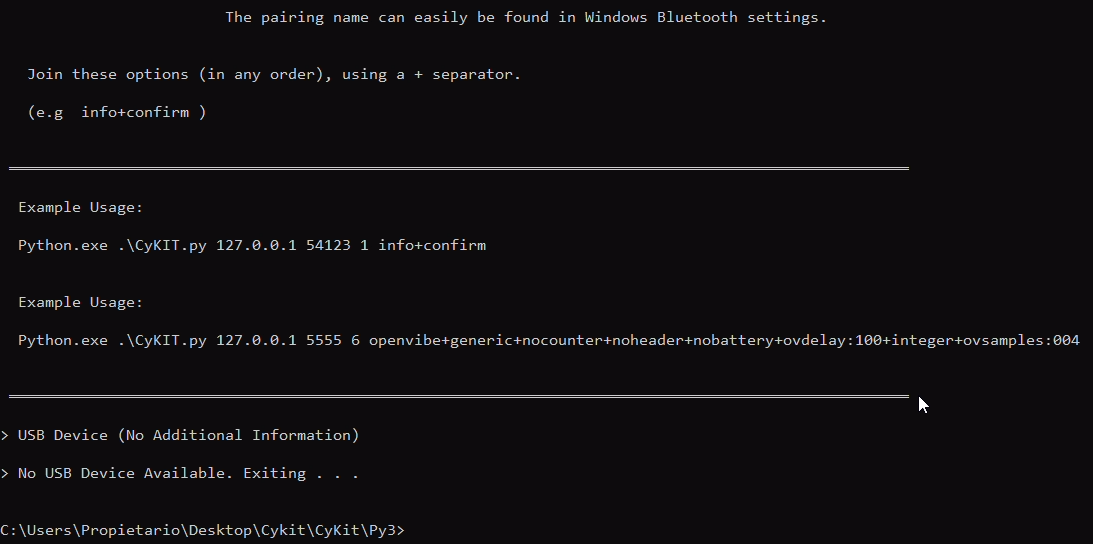 The pairing name can easily be found in Windows Bluetooth settings.
Join these options (in any order), using a + separator.
(e.g  info+confirm )
Example Usage:
Python.exe .\CyKIT.py 127.0.0.1 54123 1 info+confirm
Example Usage:
Python.exe .\CyKIT.py 127.0.0.1 5555 6 openvibe+generic+nocounter+noheader+nobattery+ovdelay:100+integer+ovsamples:004
> USB Device (No Additional Information)
> No USB Device Available. Exiting . . .
C:\Users\Propietario\Desktop\Cykit\CyKit\Py3>